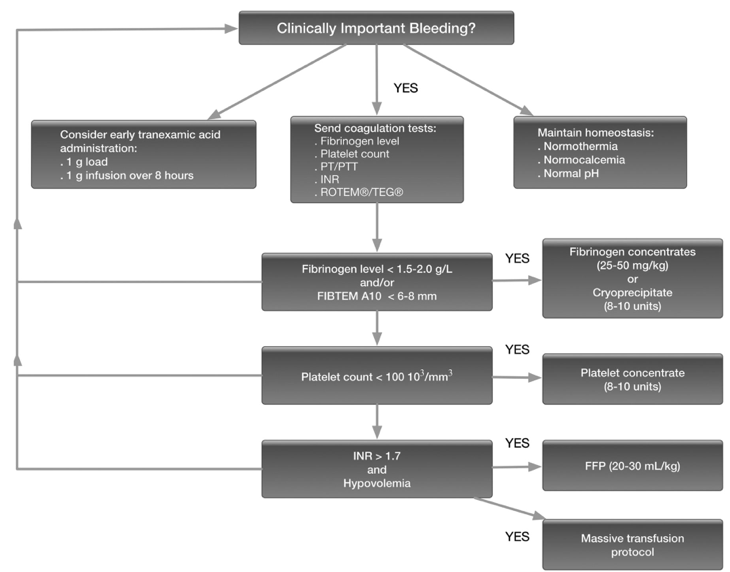 Clinically Important Bleeding?
YES
Consider early tranexamic acid
administration:
. 1 g load
. 1 g infusion over 8 hours
Send coagulation tests:
. Fibrinogen level
. Platelet count
. PT/PTT
. INR
. ROTEM®/TEG®
Maintain homeostasis:
. Normothermia
. Normocalcemia
. Normal pH
Fibrinogen level < 1.5-2.0 g/L
and/or
FIBTEM A10 < 6-8 mm
YES
Fibrinogen concentrates
(25-50 mg/kg)
or
Cryoprecipitate
(8-10 units)
Platelet count < 100 10³/mm³
YES
Platelet concentrate
(8-10 units)
INR > 1.7
and
Hypovolemia
YES
FFP (20-30 mL/kg)
YES
Massive transfusion
protocol